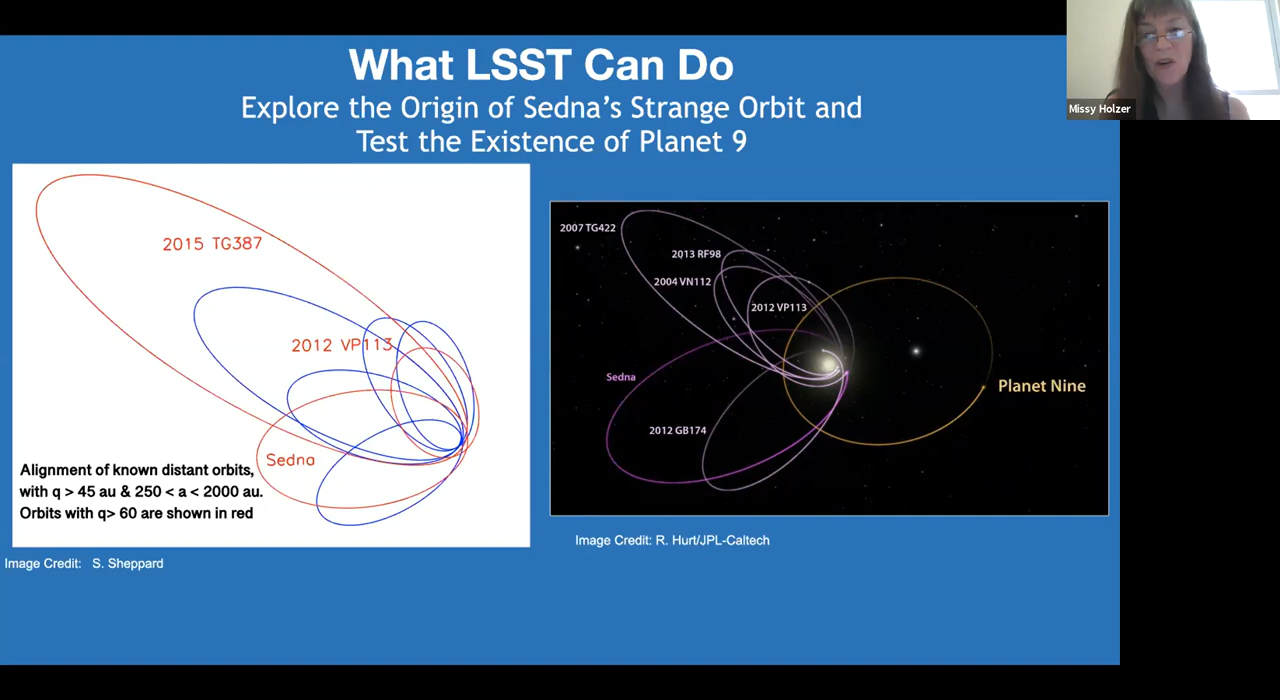 What LSST Can Do
Explore the Origin of Sedna's Strange Orbit and
Test the Existence of Planet 9
Missy Holzer
2015 TG387
2012 VP113
Sedna
Alignment of known distant orbits,
with q > 45 au & 250 < a < 2000 au.
Orbits with q> 60 are shown in red
Image Credit: S. Sheppard
2007 TG422
2013 RF98
2004 VN112
2012 VP113
Sedna
Planet Nine
2012 GB174
Image Credit: R. Hurt/JPL-Caltech